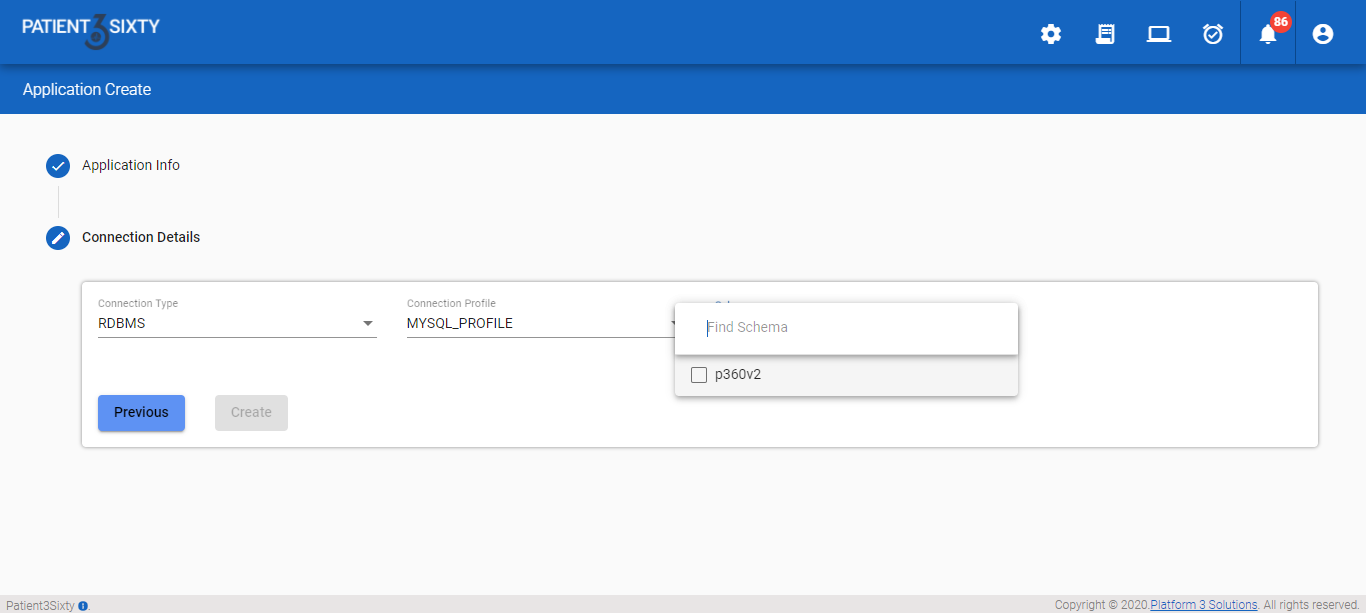 PATIENT3SIXTY
86
Application Create
Application Info
Connection Details
Connection Type
Connection Profile
RDBMS
MYSQL_PROFILE
Find Schema
p360v2
Previous
Create
Patient3Sixty
Copyright © 2020 Platform 3 Solutions. All rights reserved.